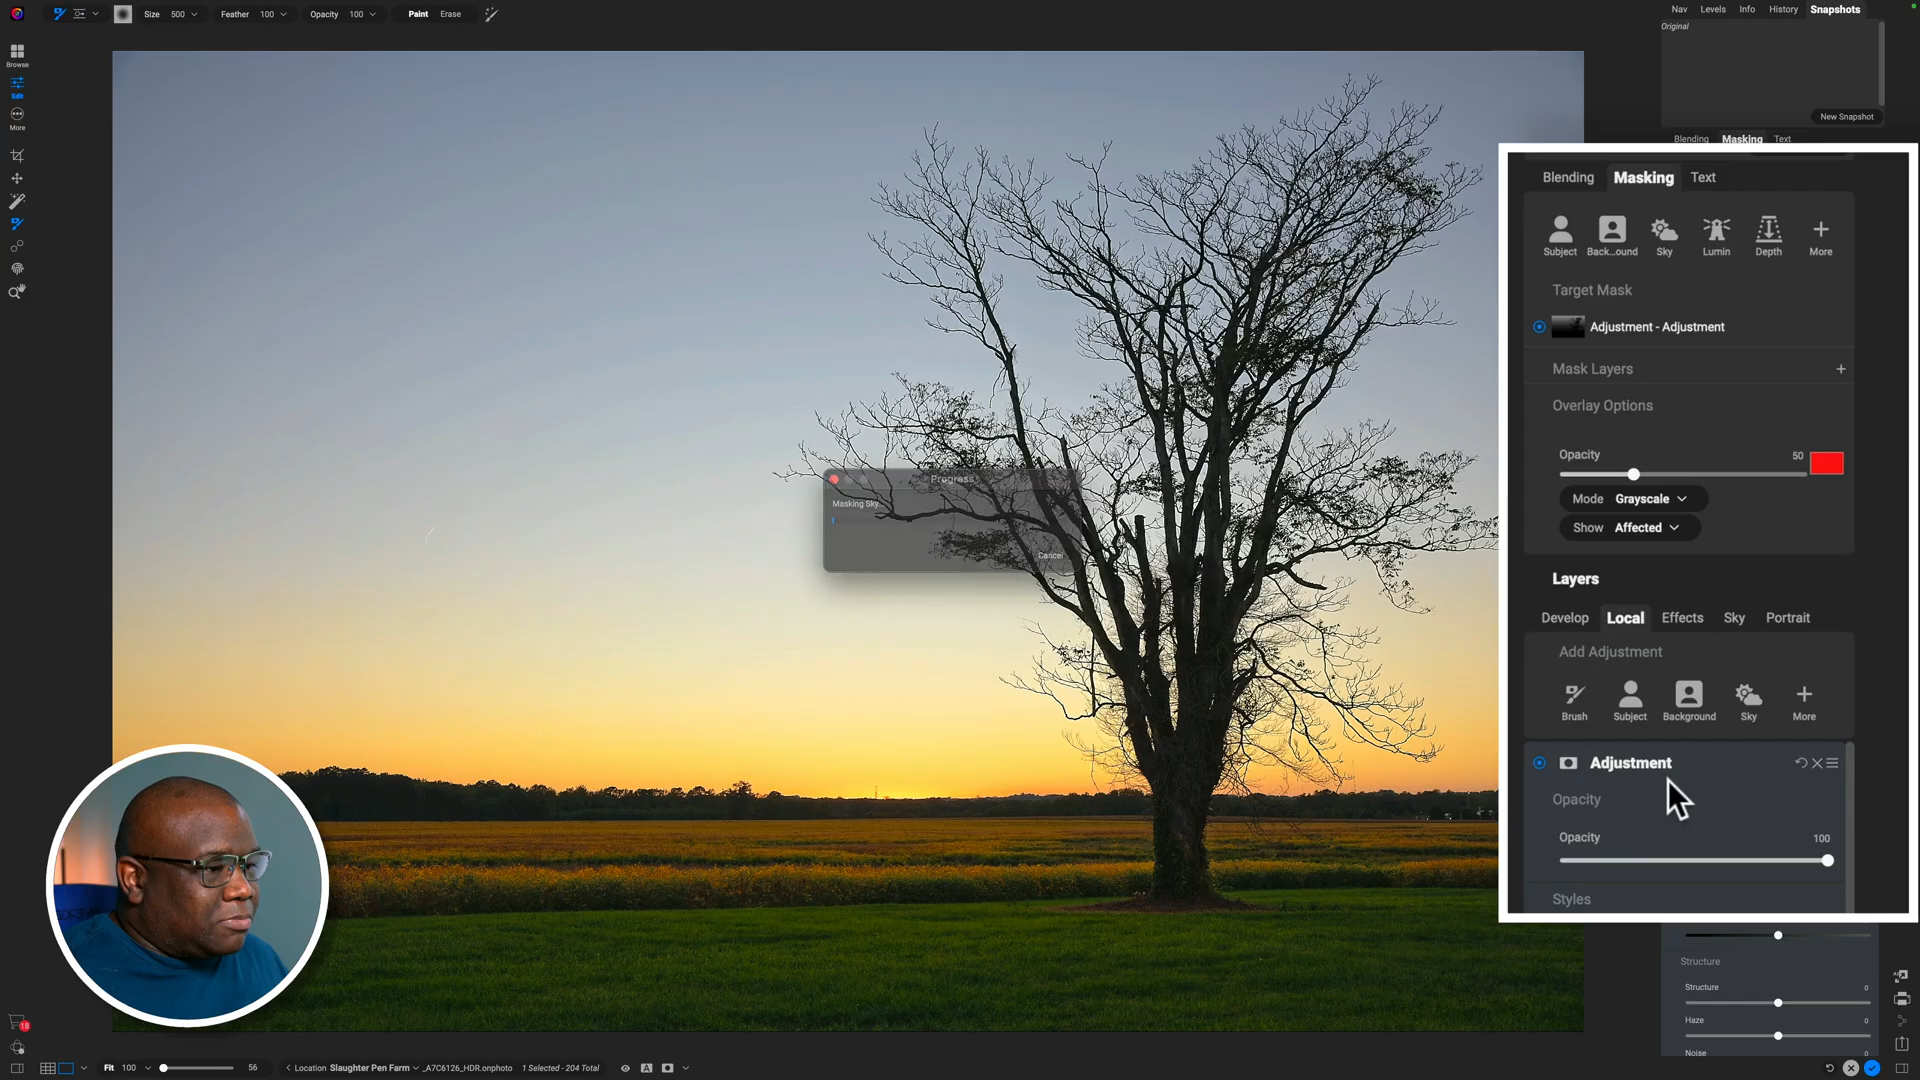 Size 500 Feather 100 Opacity 100 Paint Erase
Nav Levels Info History Snapshots
Original
New Snapshot
Blending Masking Text
Browse
More
Blending Masking Text
Subject Back...ound Sky Lumin Depth More
Target Mask
Adjustment - Adjustment
Mask Layers
Overlay Options
Opacity 50
Mode Grayscale
Show Affected
Layers
Develop Local Effects Sky Portrait
Add Adjustment
Brush Subject Background Sky More
Adjustment
Opacity
Opacity 100
Styles
Progress
Masking Sky...
Cancel
Structure
Structure 0
Haze 0
Noise
18
Fit 100 56 Location Slaughter Pen Farm _A7C6126_HDR.onphoto 1 Selected - 204 Total A